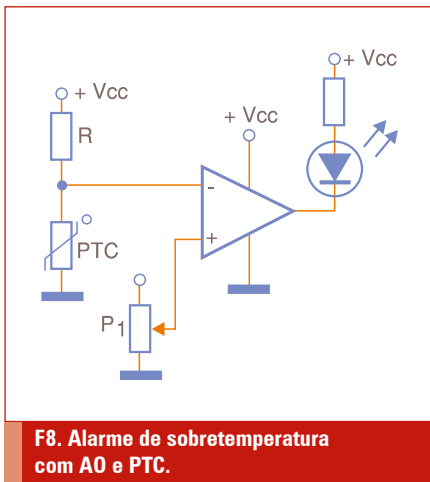 + Vcc
+ Vcc
+ Vcc
R
-
+
PTC
P1
F8. Alarme de sobretemperatura
com AO e PTC.